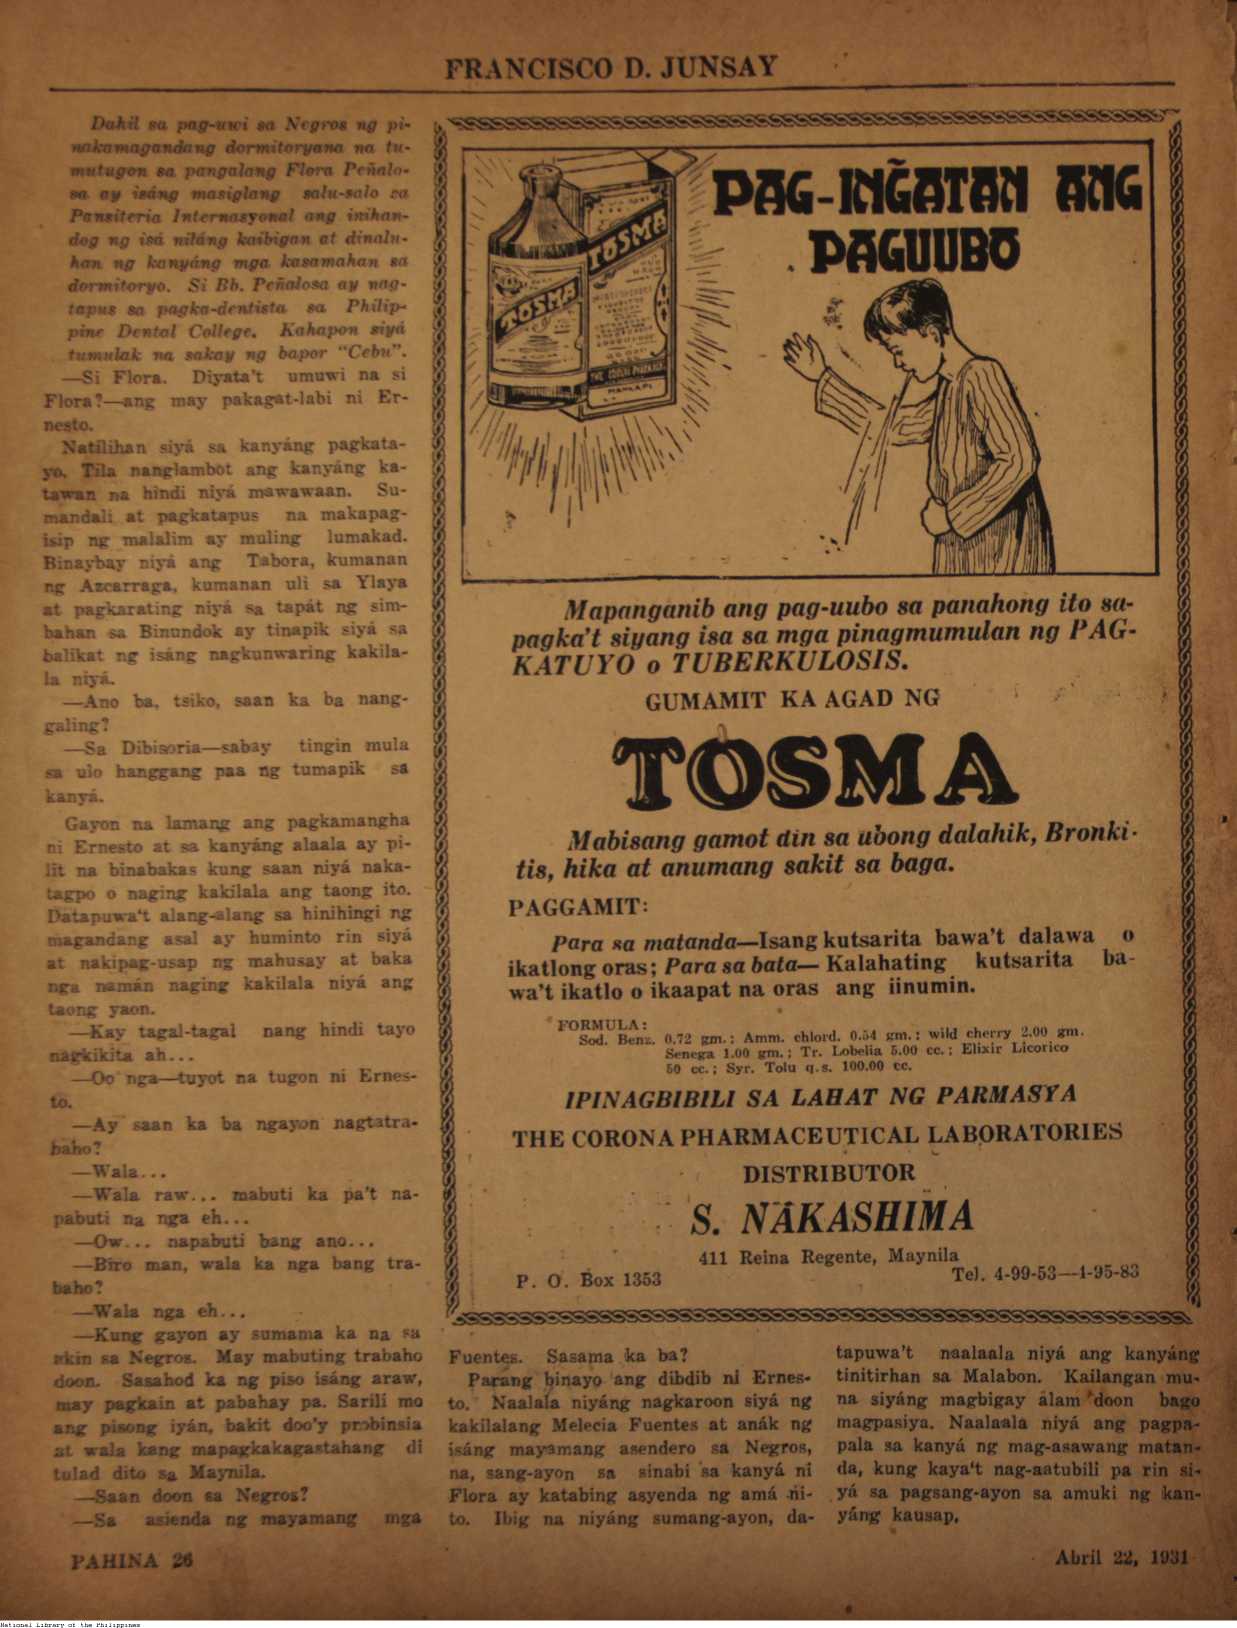 FRANCISCO D. JUNSAY
Dahil sa pag-uwi sa Negros ng pi-
nakamagandang dormitoryana na tu-
mutugon sa pangalang Flora Peñalo-
sa ay isáng masiglang salu-salo sa
Pansiteria Internasyonal ang inihan-
dog ng isá niláng kaibigan at dinalu-
han ng kanyáng mga kasamahan sa
dormitoryo. Si Bb. Peñalosa ay nag-
tapus sa pagka-dentista sa Philip-
pine Dental College. Kahapon siyá
tumulak na sakay ng bapor "Cebu".
—Si Flora. Diyata't umuwi na si
Flora?—ang may pakagat-labi ni Er-
nesto.
Natilihan siyá sa kanyáng pagkata-
yo. Tila nanglambot ang kanyáng ka-
tawan na hindi niyá mawawaan. Su-
mandali at pagkatapus na makapag-
isip ng malalim ay muling lumakad.
Binaybay niyá ang Tabora, kumanan
ng Azcarraga, kumanan uli sa Ylaya
at pagkarating niyá sa tapát ng sim-
bahan sa Binundok ay tinapik siyá sa
balikat ng isáng nagkunwaring kakila-
la niyá.
—Ano ba, tsiko, saan ka ba nang-
galing?
—Sa Dibisoria—sabay tingin mula
sa ulo hanggang paa ng tumapik sa
kanyá.
Gayon na lamang ang pagkamangha
ni Ernesto at sa kanyáng alaala ay pi-
lit na binabakas kung saan niyá naka-
tagpo o naging kakilala ang taong ito.
Datapuwa't alang-alang sa hinihingi ng
magandang asal ay huminto rin siyá
at nakipag-usap ng mahusay at baka
nga namán naging kakilala niyá ang
taong yaon.
—Kay tagal-tagal nang hindi tayo
nagkikita ah...
—Oo nga—tuyot na tugon ni Ernes-
to.
—Ay saan ka ba ngayon nagtatra-
baho?
—Wala...
—Wala raw... mabuti ka pa't na-
pabuti na nga eh...
—Ow... napabuti bang ano...
—Biro man, wala ka nga bang tra-
baho?
—Wala nga eh...
—Kung gayon ay sumama ka na sa
akin sa Negros. May mabuting trabaho
doon. Sasahod ka ng piso isáng araw,
may pagkain at pabahay pa. Sarili mo
ang pisong iyán, bakit doo'y probinsia
at wala kang mapagkakagastahang di
tulad dito sa Maynila.
—Saan doon sa Negros?
—Sa asienda ng mayamang mga
TOSMA
TOSMA
PAG-ING̃ATAN ANG
PAGUUBO
Mapanganib ang pag-uubo sa panahong ito sa-
pagka't siyang isa sa mga pinagmumulan ng PAG-
KATUYO o TUBERKULOSIS.
GUMAMIT KA AGAD NG
TOSMA
Mabisang gamot din sa ubong dalahik, Bronki-
tis, hika at anumang sakit sa baga.
PAGGAMIT:
Para sa matanda—Isang kutsarita bawa't dalawa o
ikatlong oras; Para sa bata— Kalahating kutsarita ba-
wa't ikatlo o ikaapat na oras ang iinumin.
FORMULA:
Sod. Benz. 0.72 gm.; Amm. chlord. 0.54 gm.; wild cherry 2.00 gm.
Senega 1.00 gm.; Tr. Lobelia 5.00 cc.; Elixir Licorico
50 cc.; Syr. Tolu q.s. 100.00 cc.
IPINAGBIBILI SA LAHAT NG PARMASYA
THE CORONA PHARMACEUTICAL LABORATORIES
DISTRIBUTOR
S. NAKASHIMA
411 Reina Regente, Maynila
P. O. Box 1353 Tel. 4-99-53—4-95-83
Fuentes. Sasama ka ba?
Parang binayo ang dibdib ni Ernes-
to. Naalala niyáng nagkaroon siyá ng
kakilalang Melecia Fuentes at anák ng
isáng mayamang asendero sa Negros,
na, sang-ayon sa sinabi sa kanyá ni
Flora ay katabing asyenda ng amá ni-
to. Ibig na niyáng sumang-ayon, da-
tapuwa't naalaala niyá ang kanyáng
tinitirhan sa Malabon. Kailangan mu-
na siyáng magbigay alam doon bago
magpasiya. Naalaala niyá ang pagpa-
pala sa kanyá ng mag-asawang matan-
da, kung kaya't nag-aatubili pa rin si-
yá sa pagsang-ayon sa amuki ng kan-
yáng kausap.
PAHINA 26
Abril 22, 1931
National Library of the Philippines